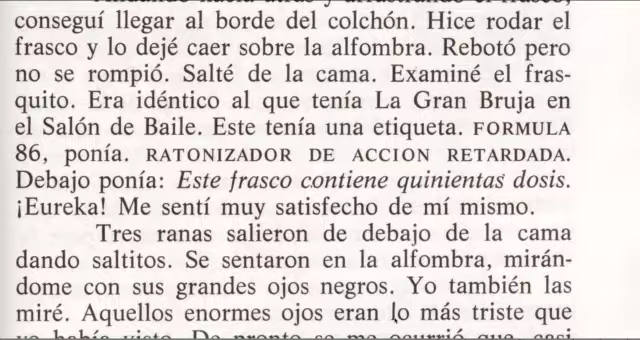 conseguí llegar al borde del colchón. Hice rodar el
frasco y lo dejé caer sobre la alfombra. Rebotó pero
no se rompió. Salté de la cama. Examiné el fras-
quito. Era idéntico al que tenía La Gran Bruja en
el Salón de Baile. Este tenía una etiqueta. FORMULA
86, ponía. RATONIZADOR DE ACCION RETARDADA.
Debajo ponía: Este frasco contiene quinientas dosis.
¡Eureka! Me sentí muy satisfecho de mí mismo.
Tres ranas salieron de debajo de la cama
dando saltitos. Se sentaron en la alfombra, mirán-
dome con sus grandes ojos negros. Yo también las
miré. Aquellos enormes ojos eran lo más triste que